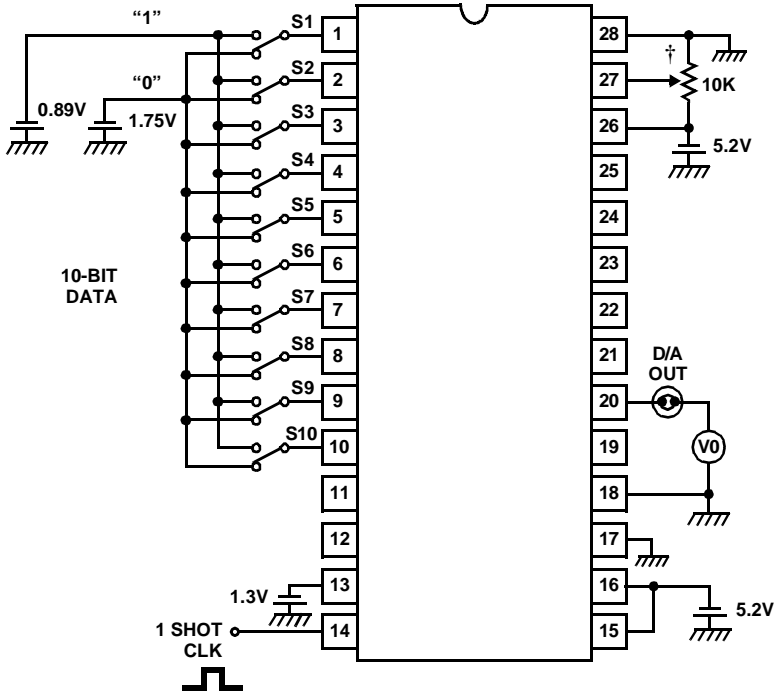 “1”
“0”
0.89V
1.75V
10-BIT
DATA
S1
S2
S3
S4
S5
S6
S7
S8
S9
S10
1
2
3
4
5
6
7
8
9
10
11
12
13
14
1.3V
1 SHOT
CLK
28
27
26
25
24
23
22
21
20
19
18
17
16
15
†
10K
5.2V
D/A
OUT
V0
5.2V